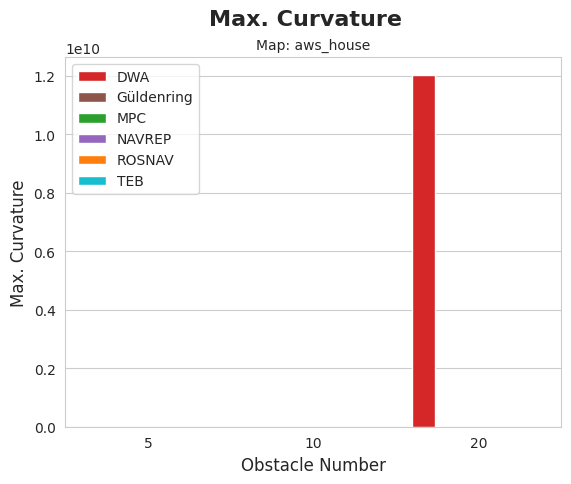 Max. Curvature
Map: aws_house
1e10
DWA
Güldenring
MPC
NAVREP
ROSNAV
TEB
Max. Curvature
1.2
1.0
0.8
0.6
0.4
0.2
0.0
5 10 20
Obstacle Number